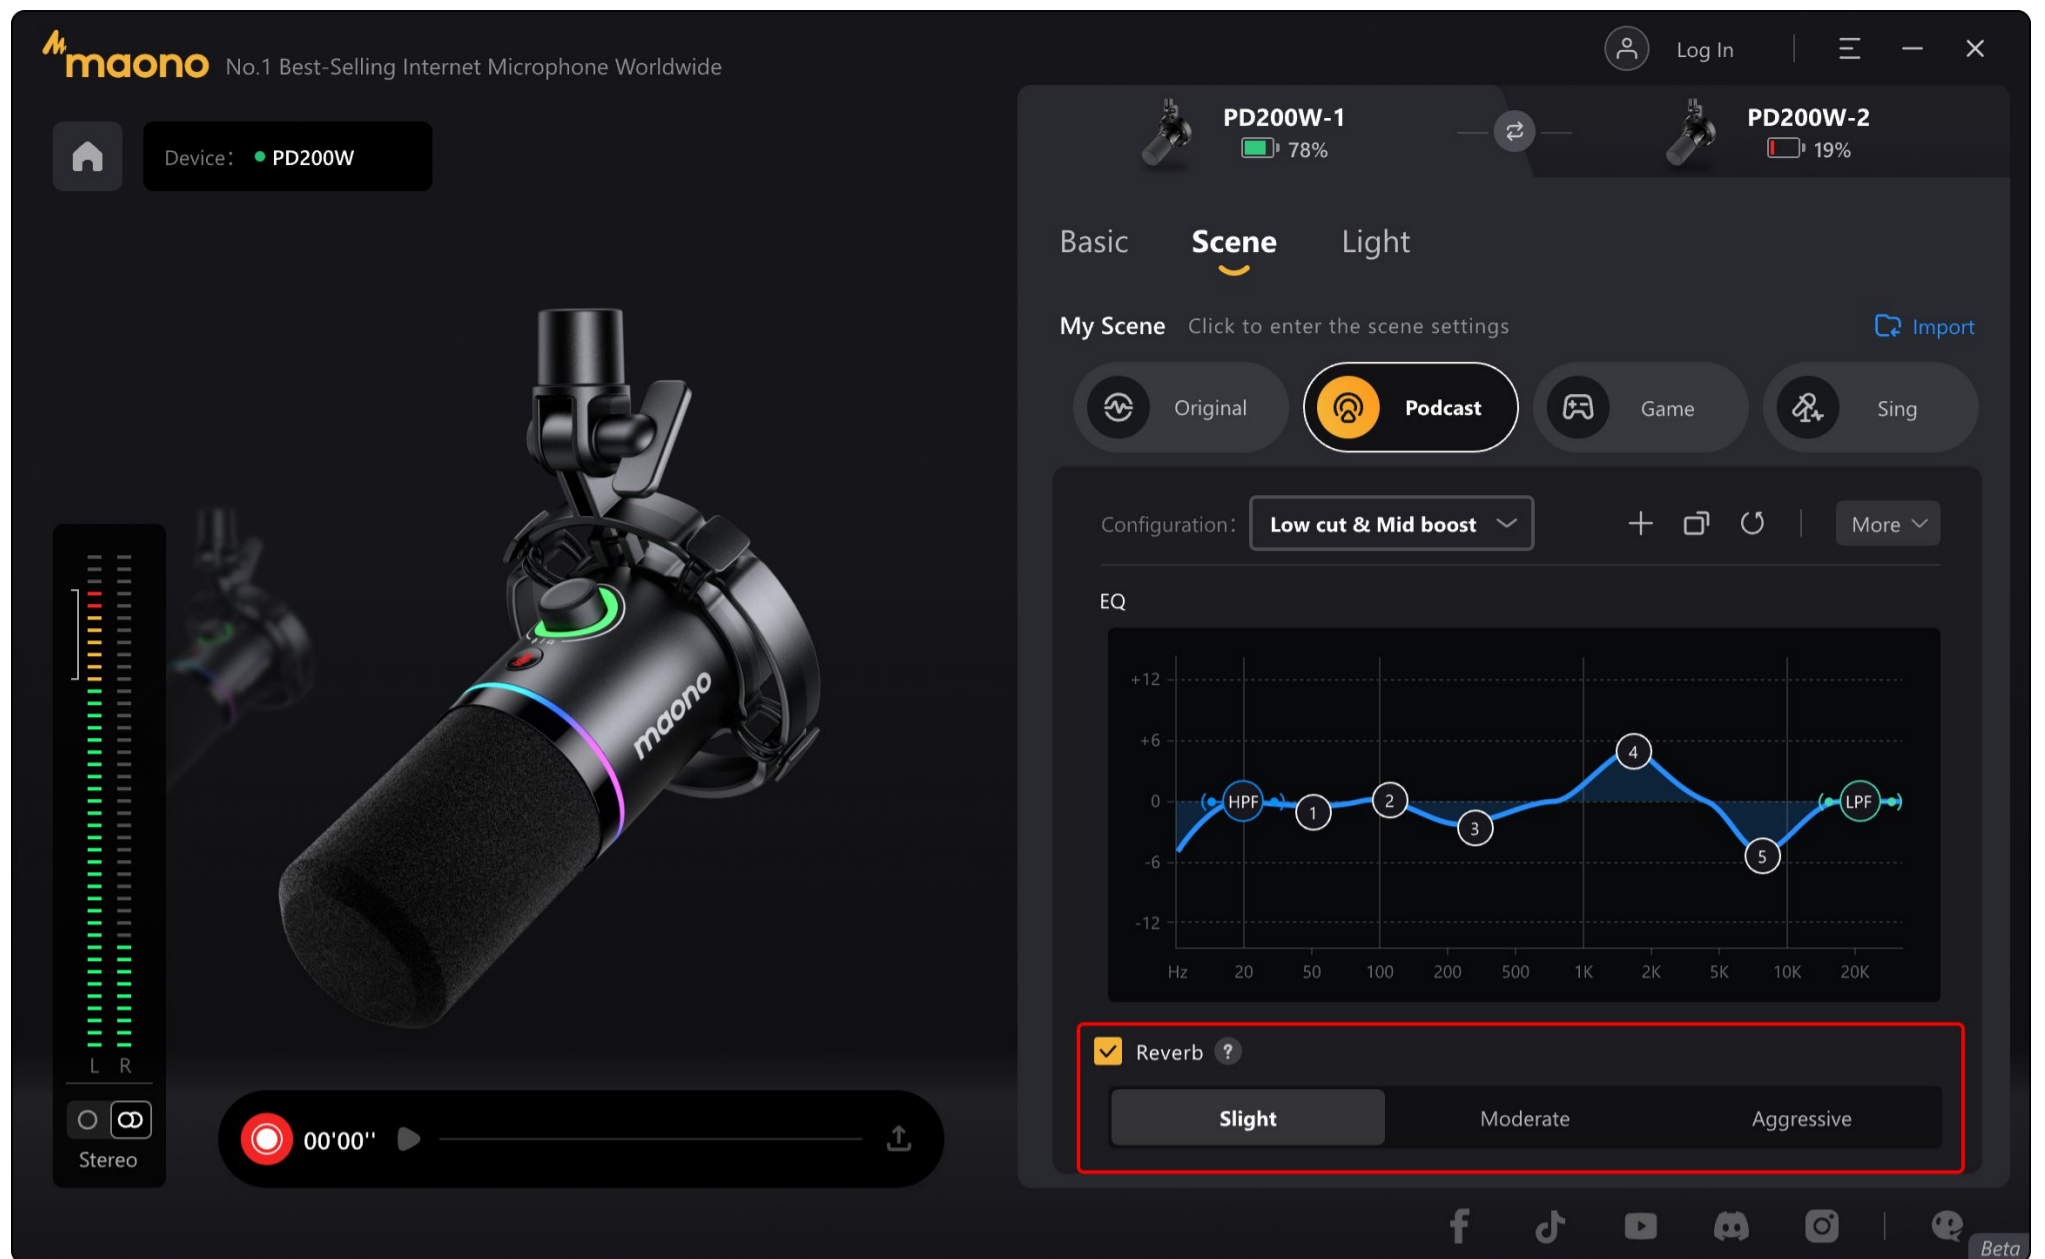 maono No.1 Best-Selling Internet Microphone Worldwide
Log In
Device: PD200W
PD200W-1
78%
PD200W-2
19%
Basic Scene Light
My Scene Click to enter the scene settings
Import
Original Podcast Game Sing
Configuration: Low cut & Mid boost
More
EQ
+12
+6
0
-6
-12
HPF 1 2 3 4 5 LPF
Hz 20 50 100 200 500 1K 2K 5K 10K 20K
maono
L R
Stereo
00'00''
Reverb ?
Slight Moderate Aggressive
Beta